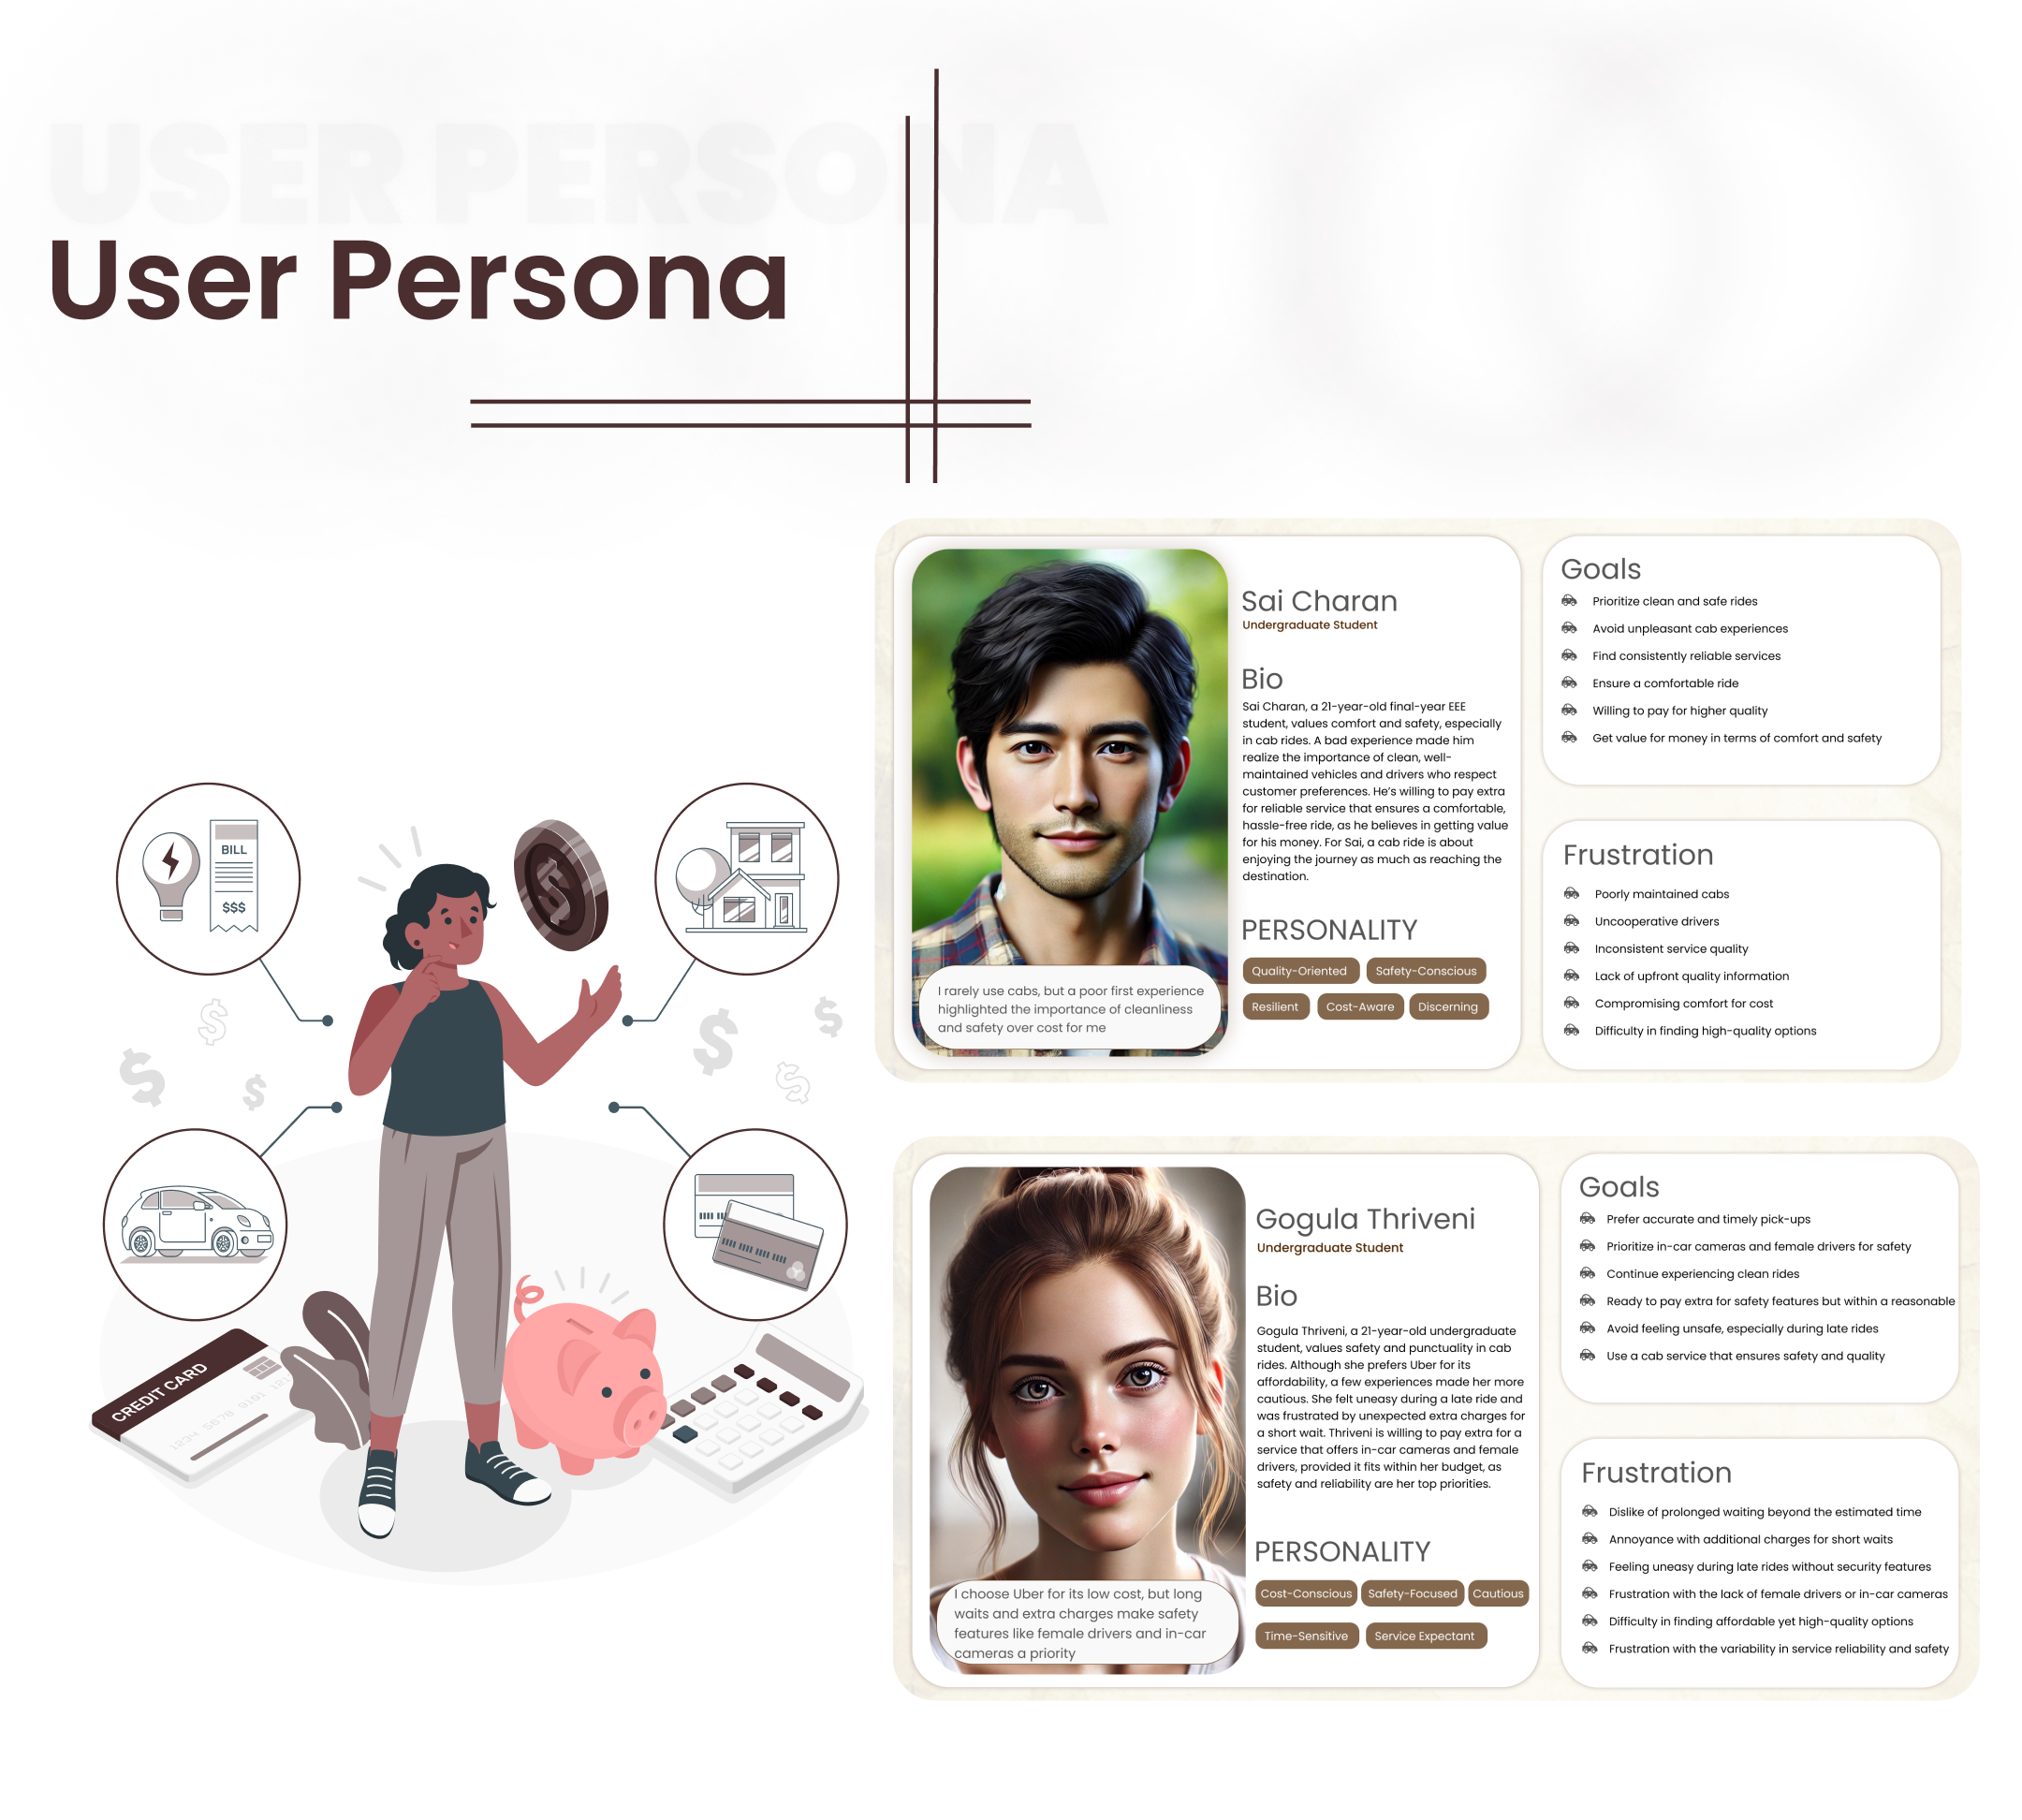 USER PERSONA
User Persona
BILL
$$$
CREDIT CARD
1234 5678 9101
Sai Charan
Undergraduate Student
Bio
Sai Charan, a 21-year-old final-year EEE
student, values comfort and safety, especially
in cab rides. A bad experience made him
realize the importance of clean, well-
maintained vehicles and drivers who respect
customer preferences. He's willing to pay extra
for reliable service that ensures a comfortable,
hassle-free ride, as he believes in getting value
for his money. For Sai, a cab ride is about
enjoying the journey as much as reaching the
destination.
PERSONALITY
Quality-Oriented
Safety-Conscious
Resilient
Cost-Aware
Discerning
I rarely use cabs, but a poor first experience
highlighted the importance of cleanliness
and safety over cost for me
Goals
Prioritize clean and safe rides
Avoid unpleasant cab experiences
Find consistently reliable services
Ensure a comfortable ride
Willing to pay for higher quality
Get value for money in terms of comfort and safety
Frustration
Poorly maintained cabs
Uncooperative drivers
Inconsistent service quality
Lack of upfront quality information
Compromising comfort for cost
Difficulty in finding high-quality options
Gogula Thriveni
Undergraduate Student
Bio
Gogula Thriveni, a 21-year-old undergraduate
student, values safety and punctuality in cab
rides. Although she prefers Uber for its
affordability, a few experiences made her more
cautious. She felt uneasy during a late ride and
was frustrated by unexpected extra charges for
a short wait. Thriveni is willing to pay extra for a
service that offers in-car cameras and female
drivers, provided it fits within her budget, as
safety and reliability are her top priorities.
PERSONALITY
Cost-Conscious
Safety-Focused
Cautious
Time-Sensitive
Service Expectant
I choose Uber for its low cost, but long
waits and extra charges make safety
features like female drivers and in-car
cameras a priority
Goals
Prefer accurate and timely pick-ups
Prioritize in-car cameras and female drivers for safety
Continue experiencing clean rides
Ready to pay extra for safety features but within a reasonable
Avoid feeling unsafe, especially during late rides
Use a cab service that ensures safety and quality
Frustration
Dislike of prolonged waiting beyond the estimated time
Annoyance with additional charges for short waits
Feeling uneasy during late rides without security features
Frustration with the lack of female drivers or in-car cameras
Difficulty in finding affordable yet high-quality options
Frustration with the variability in service reliability and safety